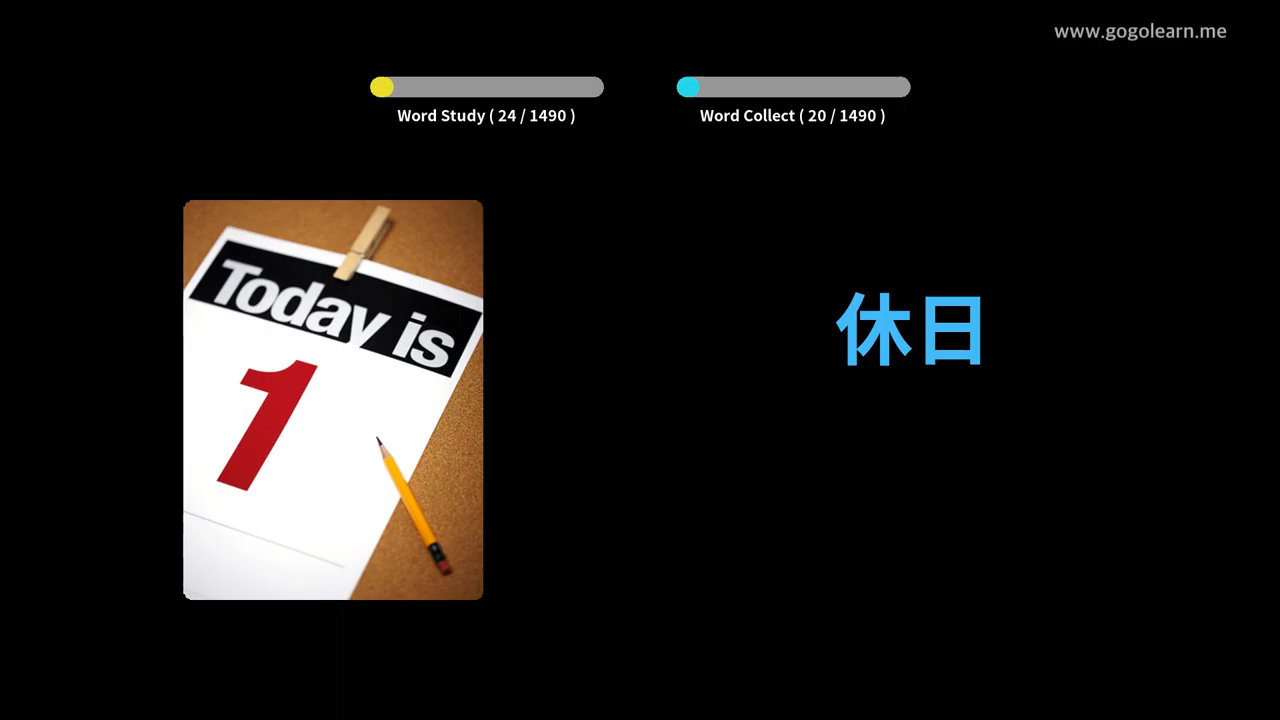 www.gogolearn.me
Word Study ( 24 / 1490 )
Word Collect ( 20 / 1490 )
Today is
1
休日